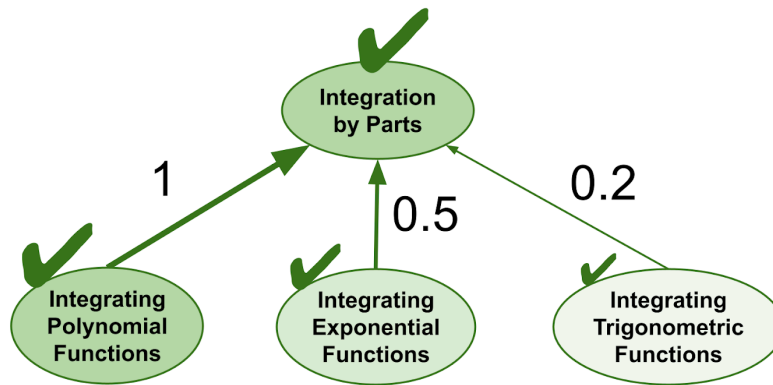 Integration
by Parts
1
0.5
0.2
Integrating
Polynomial
Functions
Integrating
Exponential
Functions
Integrating
Trigonometric
Functions